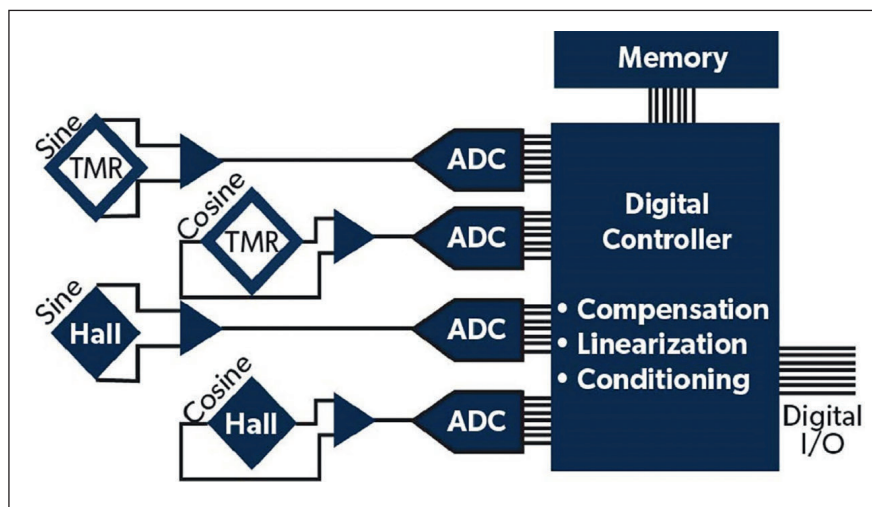 Memory
Sine
TMR
ADC
Cosine
TMR
ADC
Digital
Controller
Sine
Hall
ADC
• Compensation
• Linearization
• Conditioning
Cosine
Hall
ADC
Digital
I/O